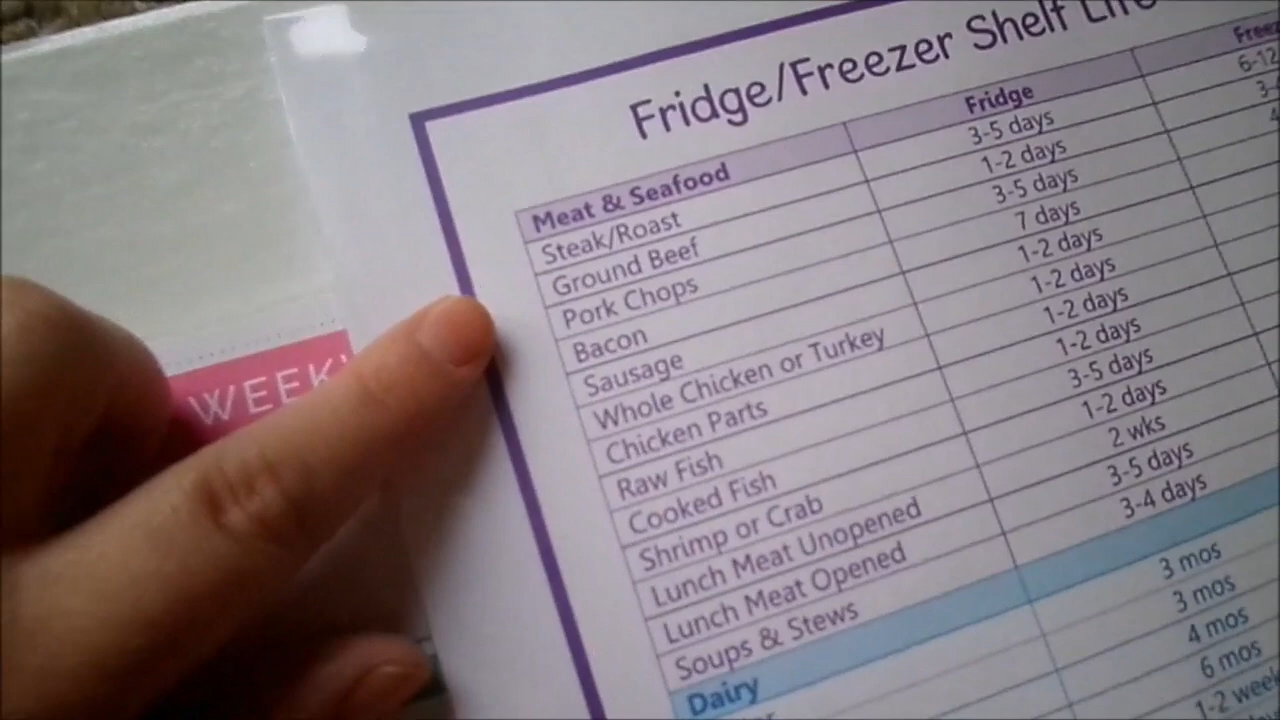 Fridge/Freezer Shelf Life
Meat & Seafood Fridge
Steak/Roast 3-5 days 6-12
Ground Beef 1-2 days 3-
Pork Chops 3-5 days
Bacon 7 days
Sausage 1-2 days
Whole Chicken or Turkey 1-2 days
Chicken Parts 1-2 days
Raw Fish 1-2 days
Cooked Fish 3-5 days
Shrimp or Crab 1-2 days
Lunch Meat Unopened 2 wks
Lunch Meat Opened 3-5 days
Soups & Stews 3-4 days
Dairy
3 mos
3 mos
4 mos
6 mos
1-2 week
WEEK